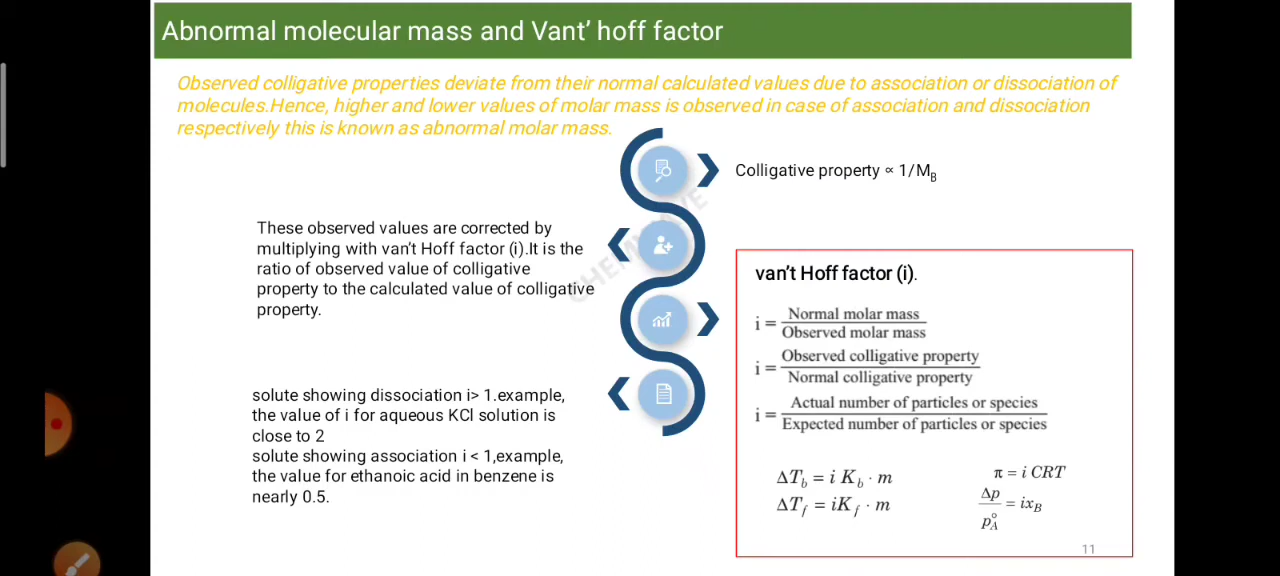 Abnormal molecular mass and Vant’ hoff factor
Observed colligative properties deviate from their normal calculated values due to association or dissociation of
molecules.Hence, higher and lower values of molar mass is observed in case of association and dissociation
respectively this is known as abnormal molar mass.
Colligative property ∝ 1/M_B
These observed values are corrected by
multiplying with van’t Hoff factor (i).It is the
ratio of observed value of colligative
property to the calculated value of colligative
property.
solute showing dissociation i> 1.example,
the value of i for aqueous KCl solution is
close to 2
solute showing association i < 1,example,
the value for ethanoic acid in benzene is
nearly 0.5.
van’t Hoff factor (i).
i = Normal molar mass / Observed molar mass
i = Observed colligative property / Normal colligative property
i = Actual number of particles or species / Expected number of particles or species
ΔT_b = i K_b · m
π = i CRT
ΔT_f = iK_f · m
Δp / p°_A = ix_B
11